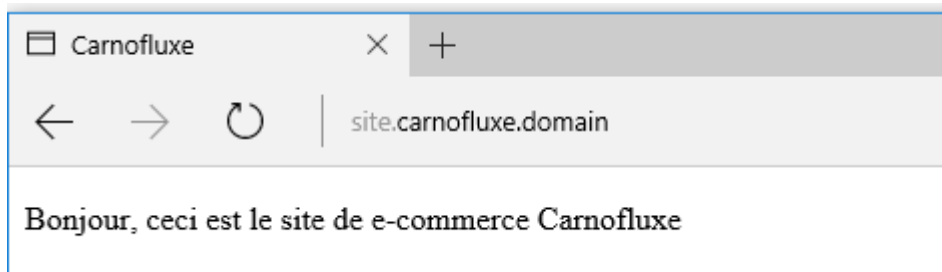 Carnofluxe
site.carnofluxe.domain
Bonjour, ceci est le site de e-commerce Carnofluxe